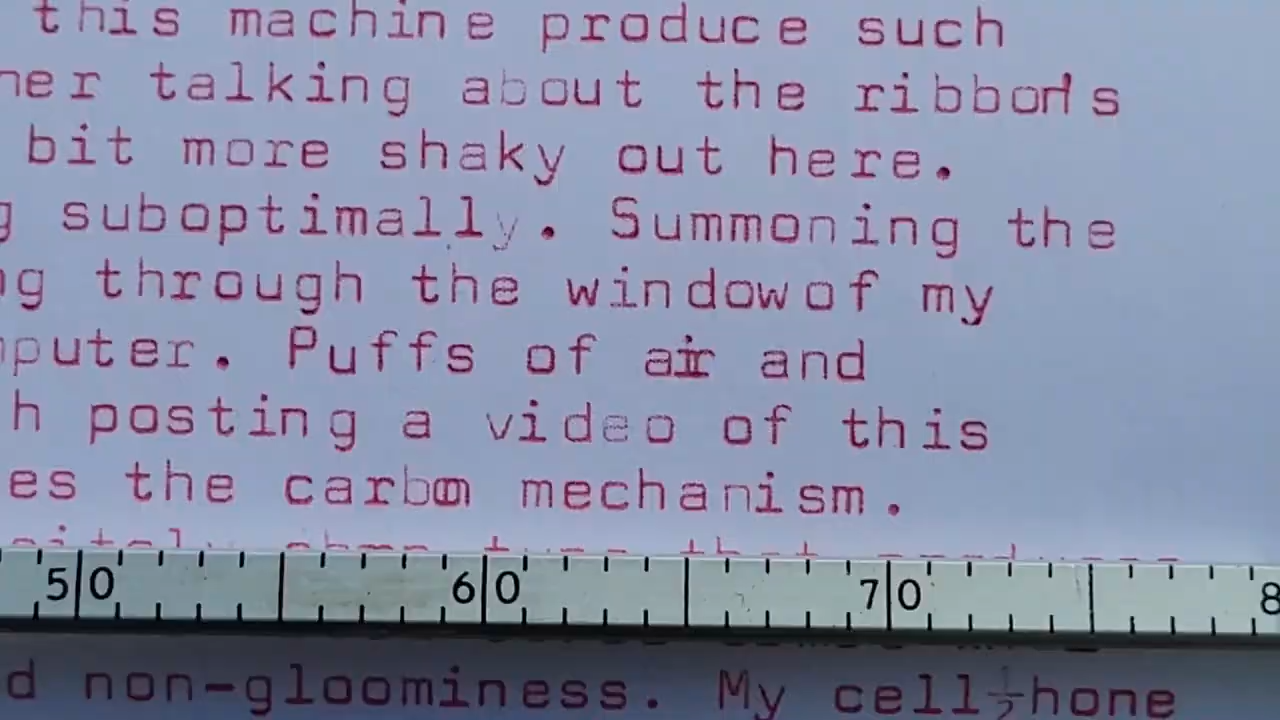 this machine produce such
ner talking about the ribbon's
bit more shaky out here.
g suboptimally. Summoning the
ng through the windowof my
puter. Puffs of air and
h posting a video of this
es the carbon mechanism.
50 60 70 8
d non-gloominess. My cell½hone